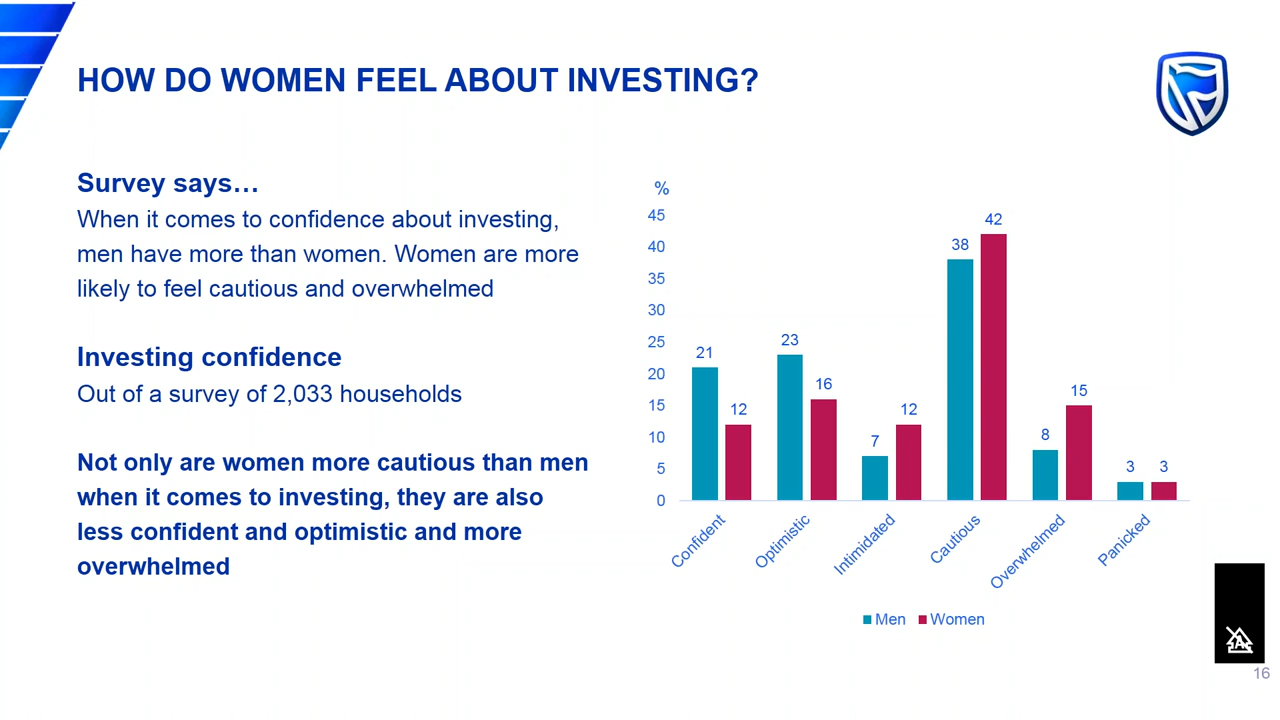 HOW DO WOMEN FEEL ABOUT INVESTING?
Survey says…
When it comes to confidence about investing,
men have more than women. Women are more
likely to feel cautious and overwhelmed
Investing confidence
Out of a survey of 2,033 households
Not only are women more cautious than men
when it comes to investing, they are also
less confident and optimistic and more
overwhelmed
%
45
40
35
30
25
20
15
10
5
0
21
12
23
16
7
12
38
42
8
15
3
3
Confident
Optimistic
Intimidated
Cautious
Overwhelmed
Panicked
Men
Women
16